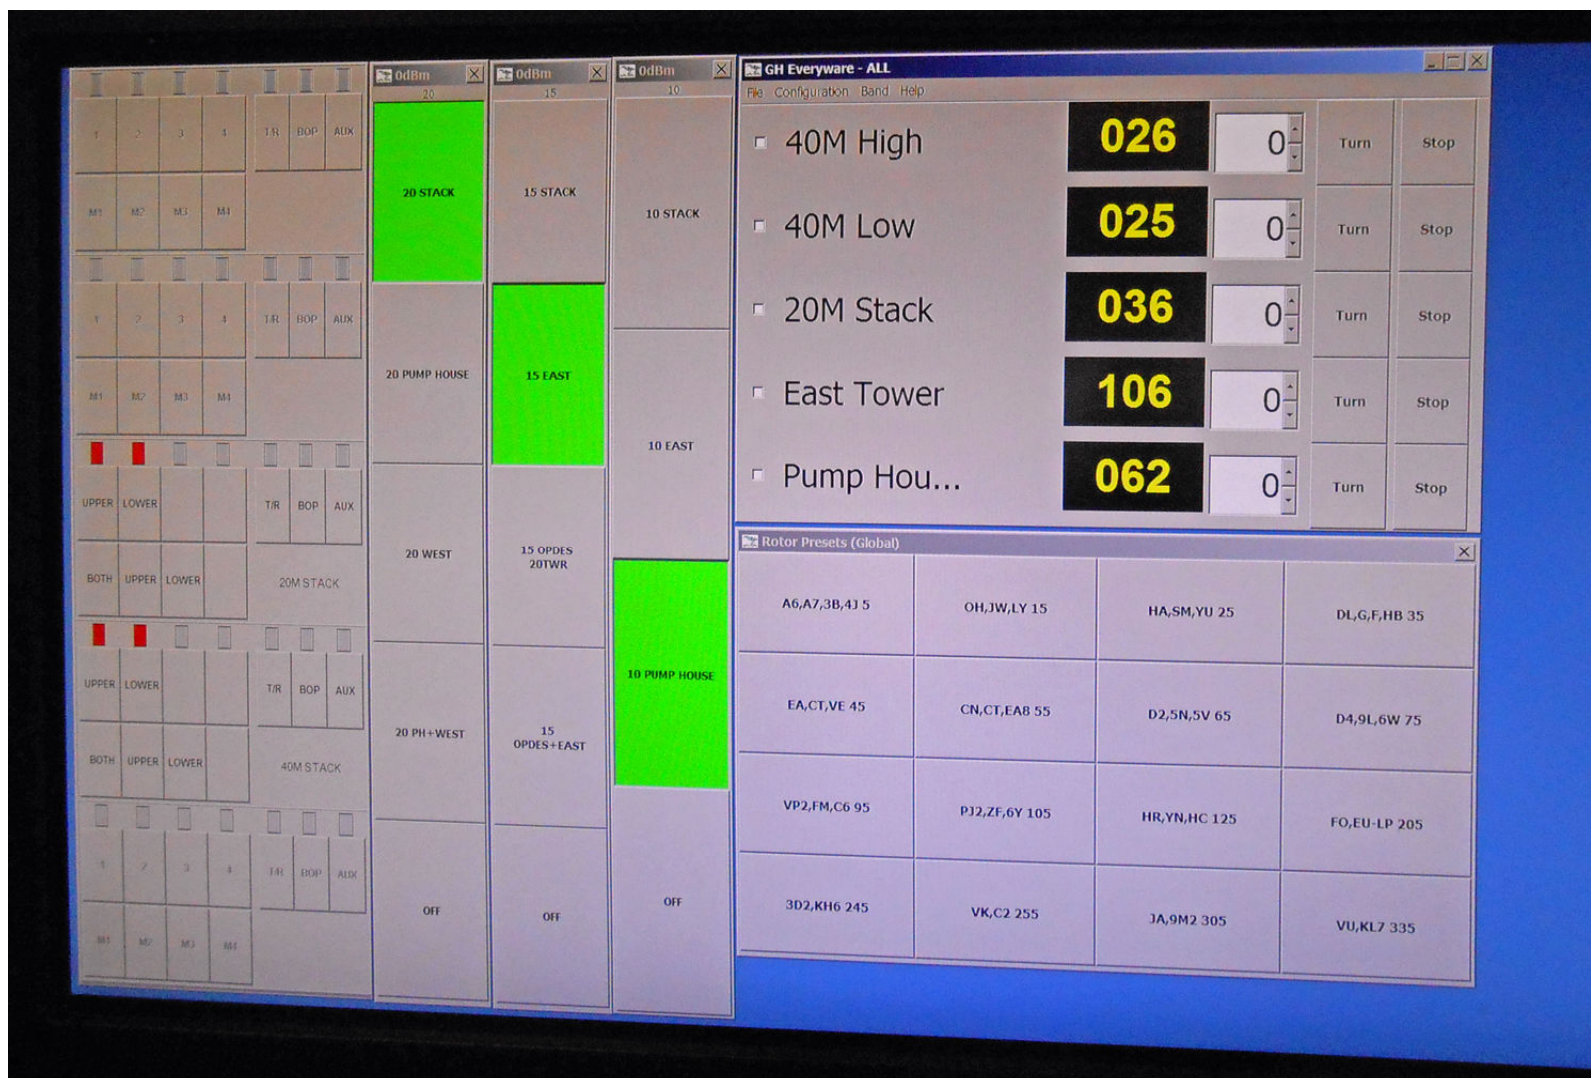 1 2 3 4 T/R BOP AUX
M1 M2 M3 M4
1 2 3 4 T/R BOP AUX
M1 M2 M3 M4
UPPER LOWER T/R BOP AUX
BOTH UPPER LOWER 20M STACK
UPPER LOWER T/R BOP AUX
BOTH UPPER LOWER 40M STACK
1 2 3 4 T/R BOP AUX
M1 M2 M3 M4
0dBm
20
20 STACK
20 PUMP HOUSE
20 WEST
20 PH+WEST
OFF
0dBm
15
15 STACK
15 EAST
15 OPDES
20TWR
15
OPDES+EAST
OFF
0dBm
10
10 STACK
10 EAST
10 PUMP HOUSE
OFF
GH Everyware - ALL
File Configuration Band Help
40M High 026 0 Turn Stop
40M Low 025 0 Turn Stop
20M Stack 036 0 Turn Stop
East Tower 106 0 Turn Stop
Pump Hou... 062 0 Turn Stop
Rotor Presets (Global)
A6,A7,3B,4J 5 OH,JW,LY 15 HA,SM,YU 25 DL,G,F,HB 35
EA,CT,VE 45 CN,CT,EA8 55 D2,5N,5V 65 D4,9L,6W 75
VP2,FM,C6 95 PJ2,ZF,6Y 105 HR,YN,HC 125 FO,EU-LP 205
3D2,KH6 245 VK,C2 255 JA,9M2 305 VU,KL7 335